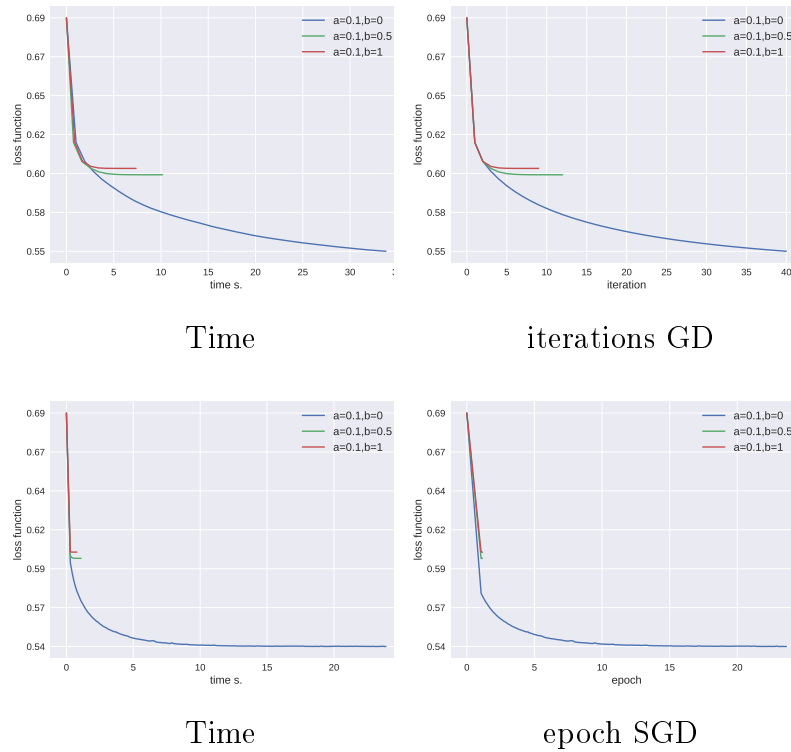 0.69
0.67
0.65
0.62
0.60
0.58
0.55
loss function
0 5 10 15 20 25 30
time s.
a=0.1,b=0
a=0.1,b=0.5
a=0.1,b=1
0.69
0.67
0.65
0.62
0.60
0.58
0.55
loss function
0 5 10 15 20 25 30 35 40
iteration
a=0.1,b=0
a=0.1,b=0.5
a=0.1,b=1
Time
iterations GD
0.69
0.67
0.64
0.62
0.59
0.57
0.54
loss function
0 5 10 15 20
time s.
a=0.1,b=0
a=0.1,b=0.5
a=0.1,b=1
0.69
0.67
0.64
0.62
0.59
0.57
0.54
loss function
0 5 10 15 20
epoch
a=0.1,b=0
a=0.1,b=0.5
a=0.1,b=1
Time
epoch SGD